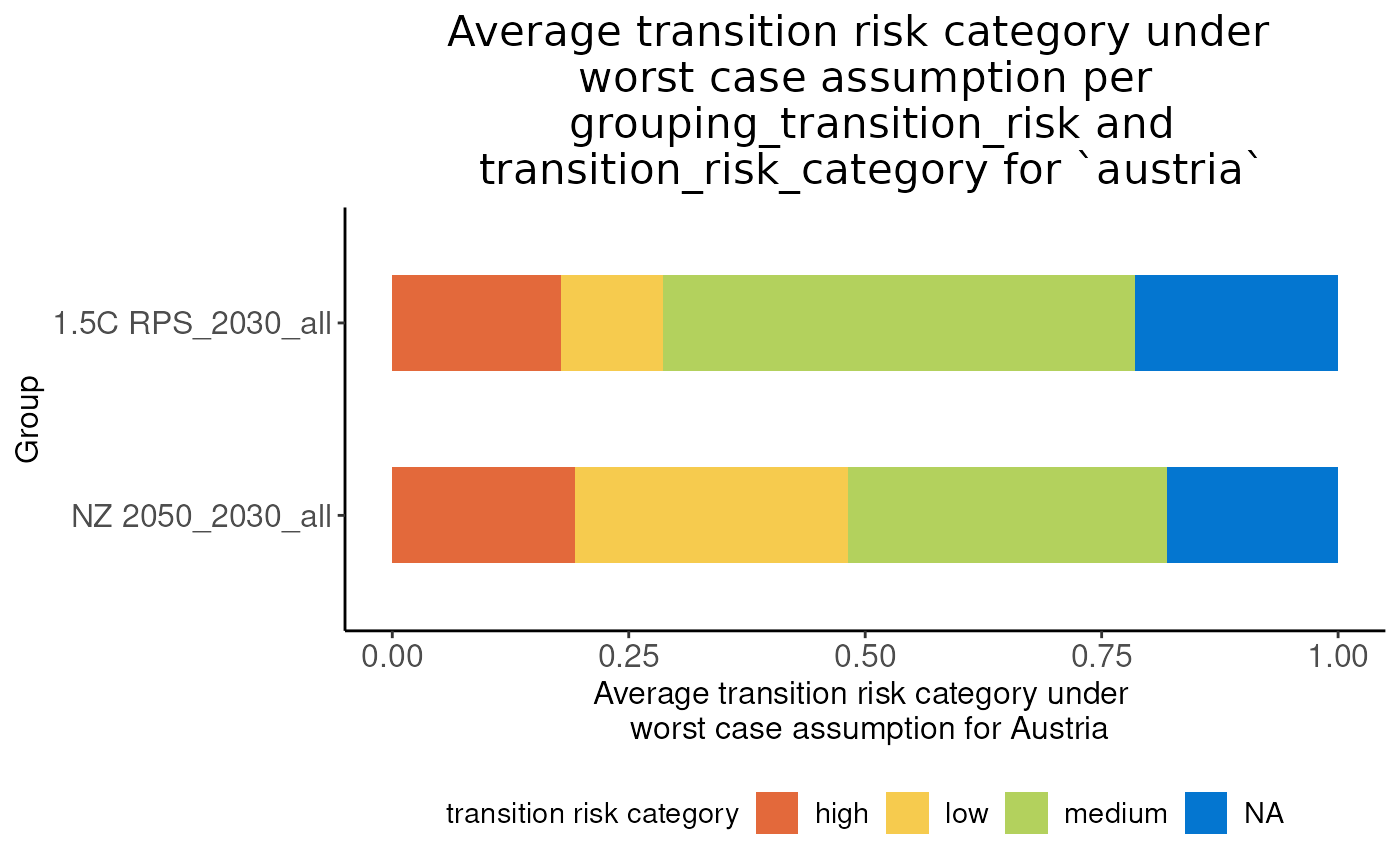 Average transition risk category under
worst case assumption per
grouping_transition_risk and
transition_risk_category for `austria`
1.5C RPS_2030_all
NZ 2050_2030_all
Group
0.00 0.25 0.50 0.75 1.00
Average transition risk category under
worst case assumption for Austria
transition risk category high low medium NA